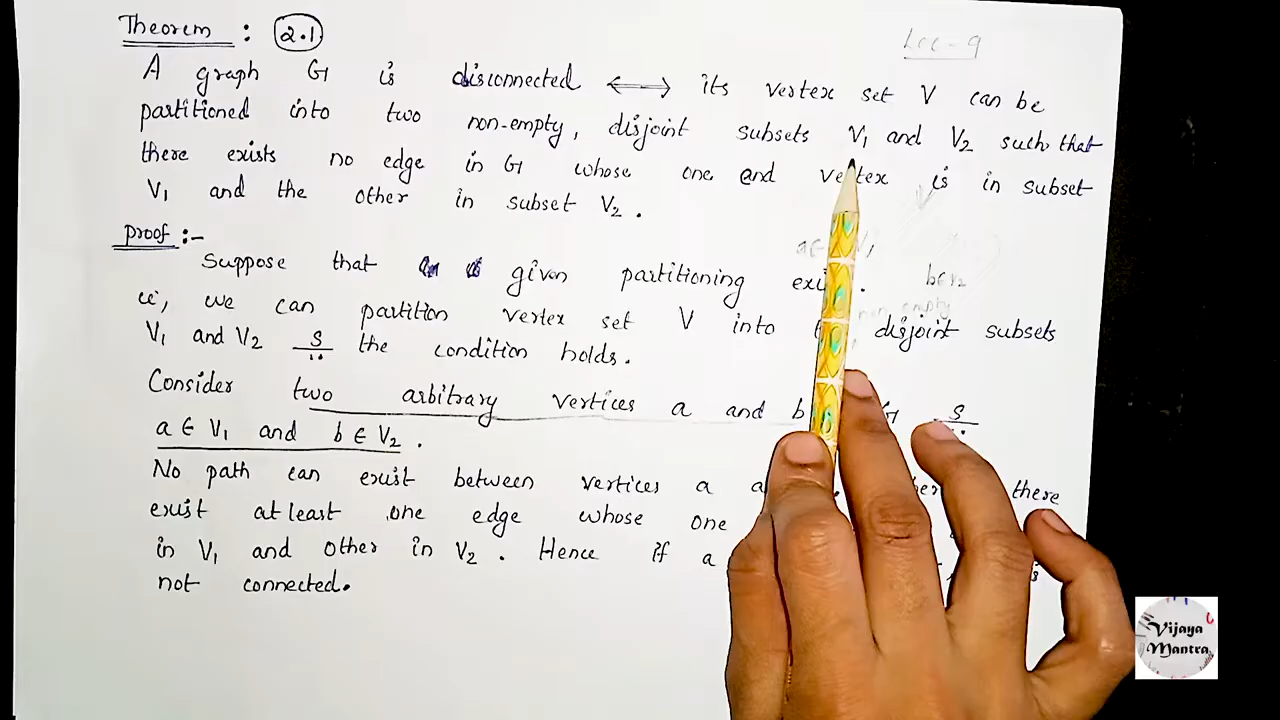 Theorem : 2.1
Lec - 9
A graph G is disconnected ⟷ its vertex set V can be
partitioned into two non-empty, disjoint subsets V₁ and V₂ such that
there exists no edge in G whose one and vertex is in subset
V₁ and the other in subset V₂ .
Proof :-
Suppose that given partitioning
b∈V₂
ie, we can partition vertex set V into disjoint subsets
non empty
V₁ and V₂ the condition holds.
Consider two arbitrary vertices a and b G
a ∈ V₁ and b ∈ V₂ .
No path can exist between vertices a there
exist atleast one edge whose one
in V₁ and other in V₂ . Hence if a
not connected.
Vijaya
Mantra